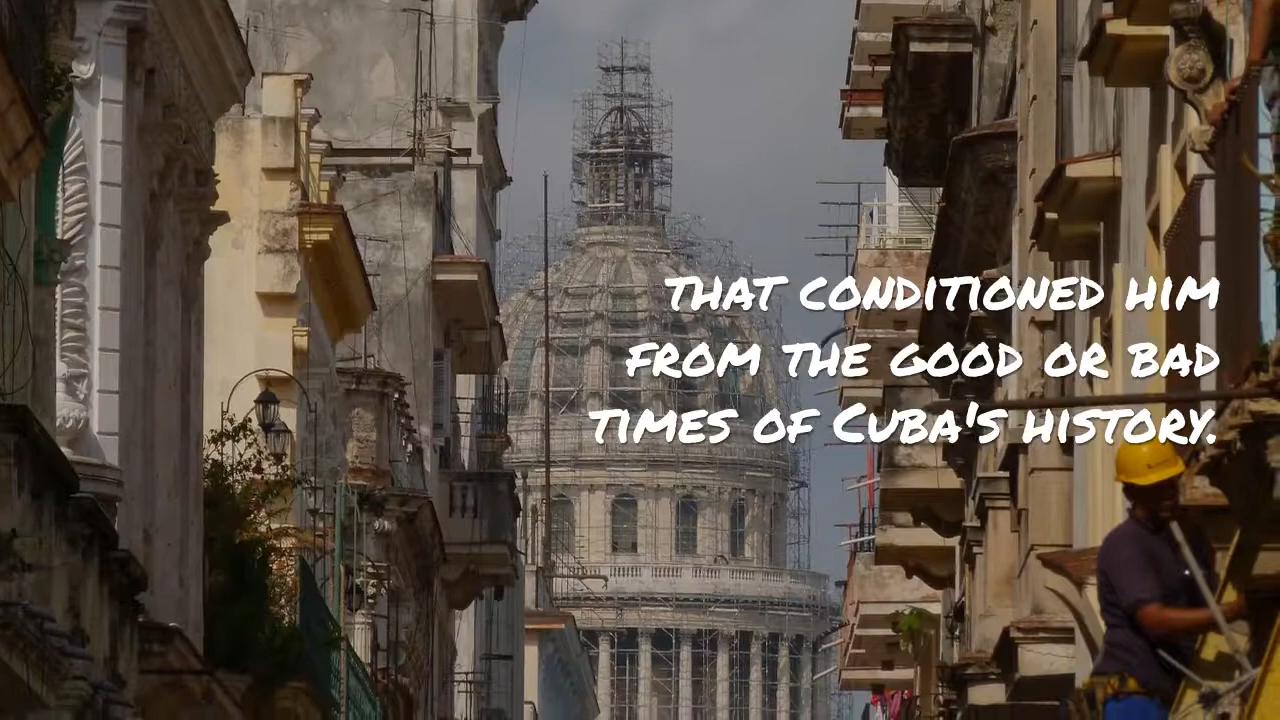 THAT CONDITIONED HIM
FROM THE GOOD OR BAD
TIMES OF CUBA'S HISTORY.